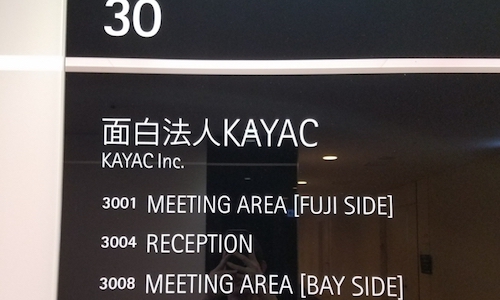 30
面白法人KAYAC
KAYAC Inc.
3001 MEETING AREA [FUJI SIDE]
3004 RECEPTION
3008 MEETING AREA [BAY SIDE]